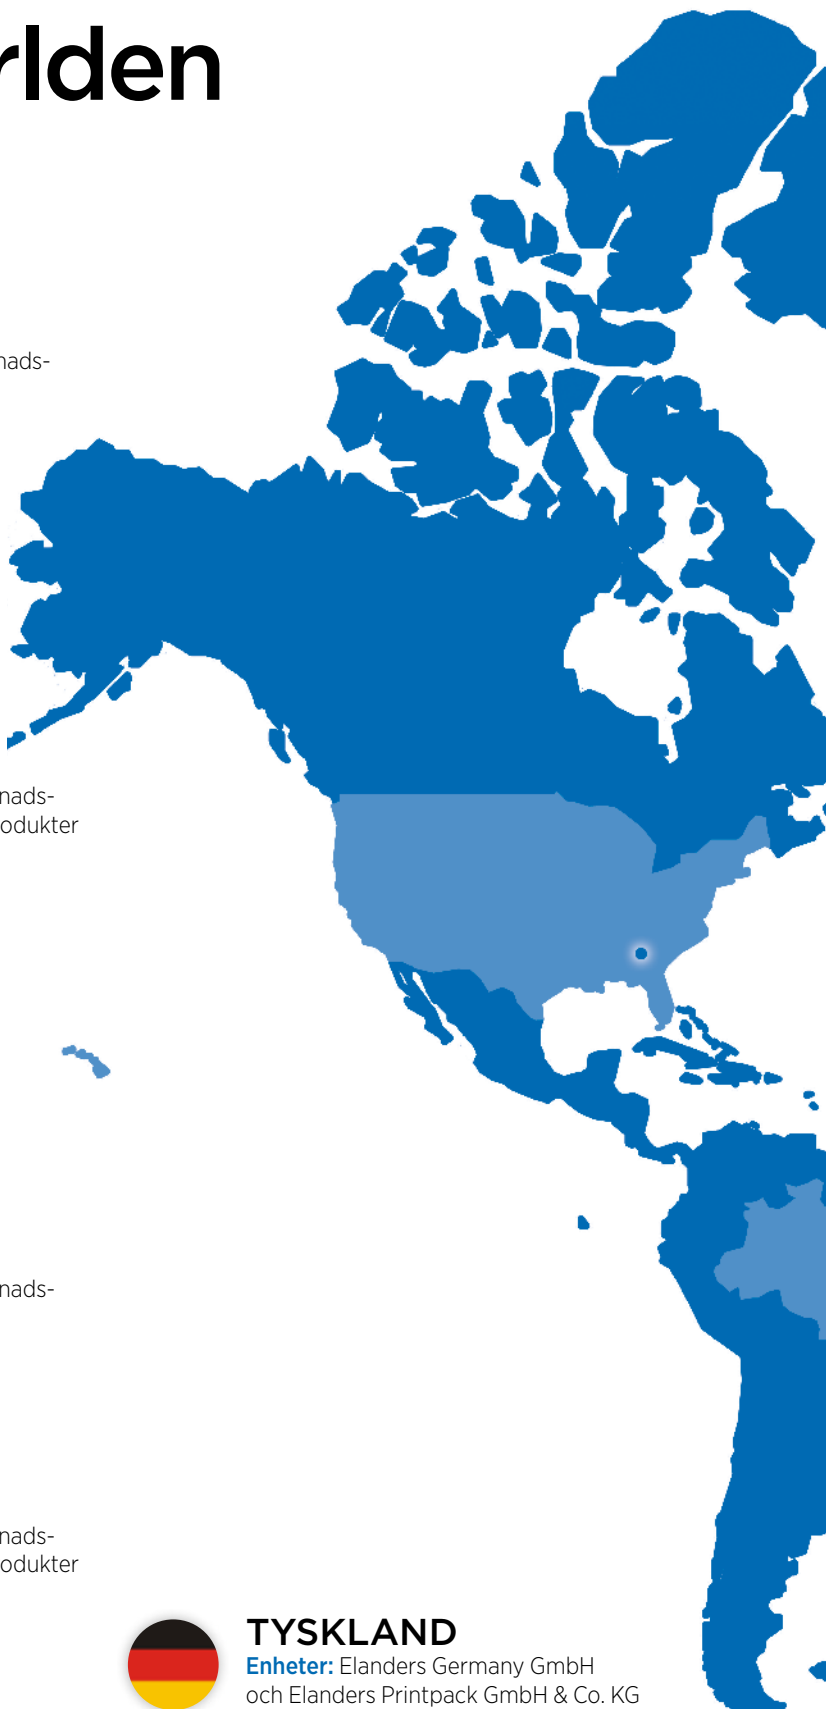 rlden
nads-
nads-
odukter
nads-
nads-
odukter
TYSKLAND
Enheter: Elanders Germany GmbH
och Elanders Printpack GmbH & Co. KG